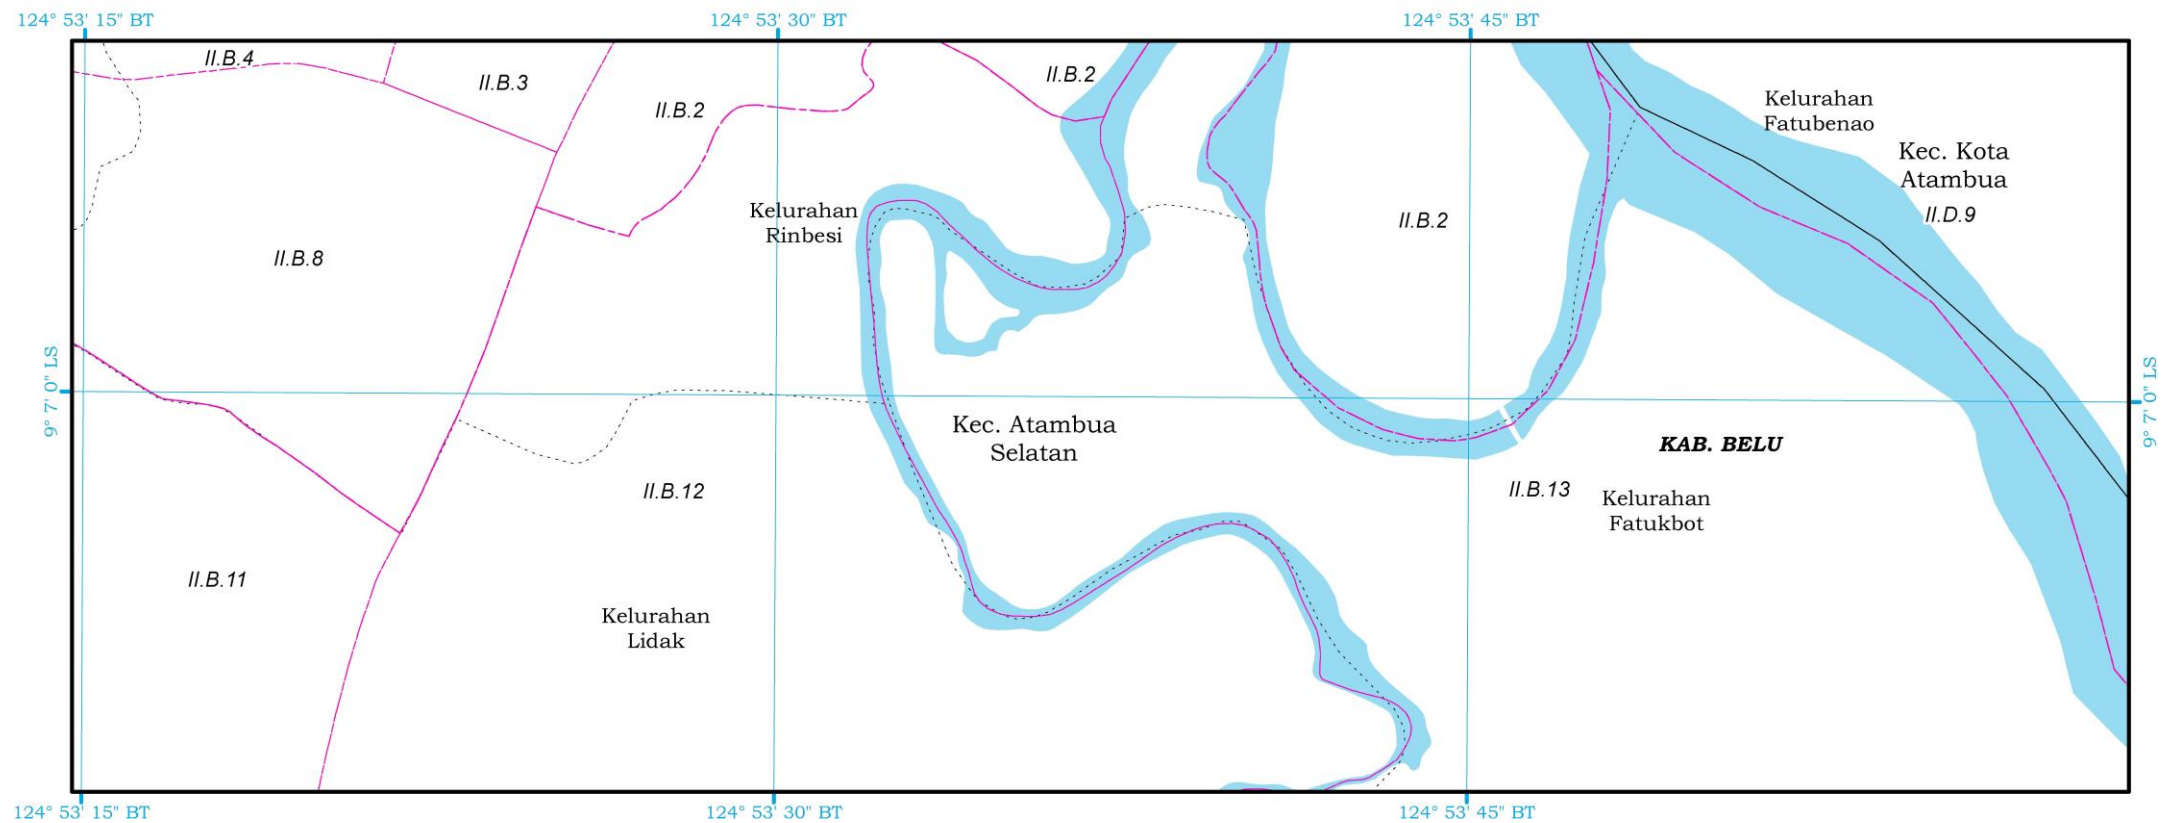 124° 53' 15" BT
124° 53' 30" BT
124° 53' 45" BT
II.B.4
II.B.3
II.B.2
II.B.2
Kelurahan
Fatubenao
Kec. Kota
Atambua
II.D.9
Kelurahan
Rinbesi
II.B.2
II.B.8
9° 7' 0" LS
9° 7' 0" LS
Kec. Atambua
Selatan
KAB. BELU
II.B.12
II.B.13
Kelurahan
Fatukbot
II.B.11
Kelurahan
Lidak
124° 53' 15" BT
124° 53' 30" BT
124° 53' 45" BT